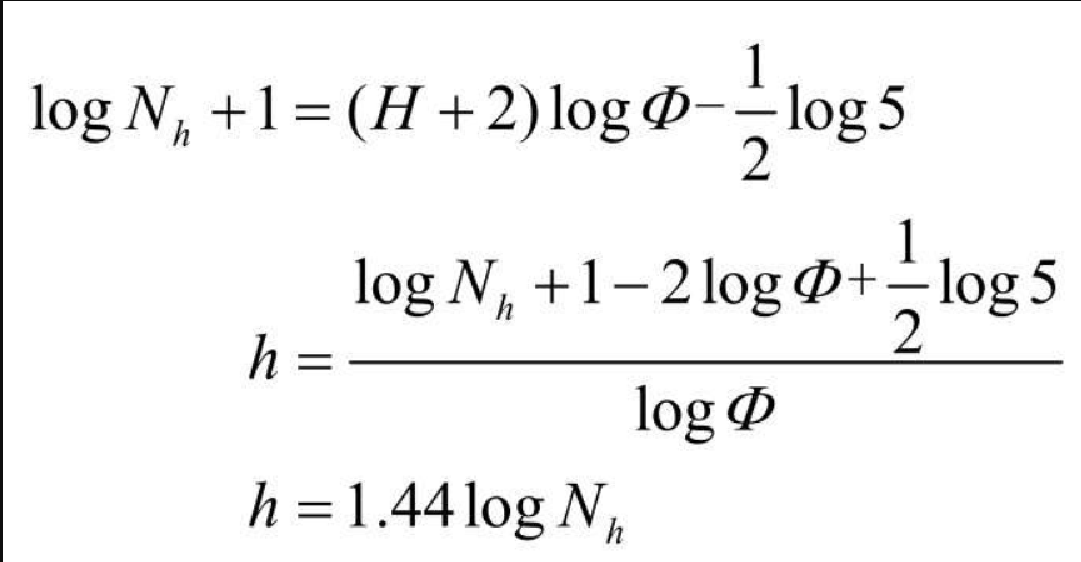 log N_h + 1 = (H + 2) log Φ − 1/2 log 5
h = (log N_h + 1 − 2 log Φ + 1/2 log 5) / log Φ
h = 1.44 log N_h